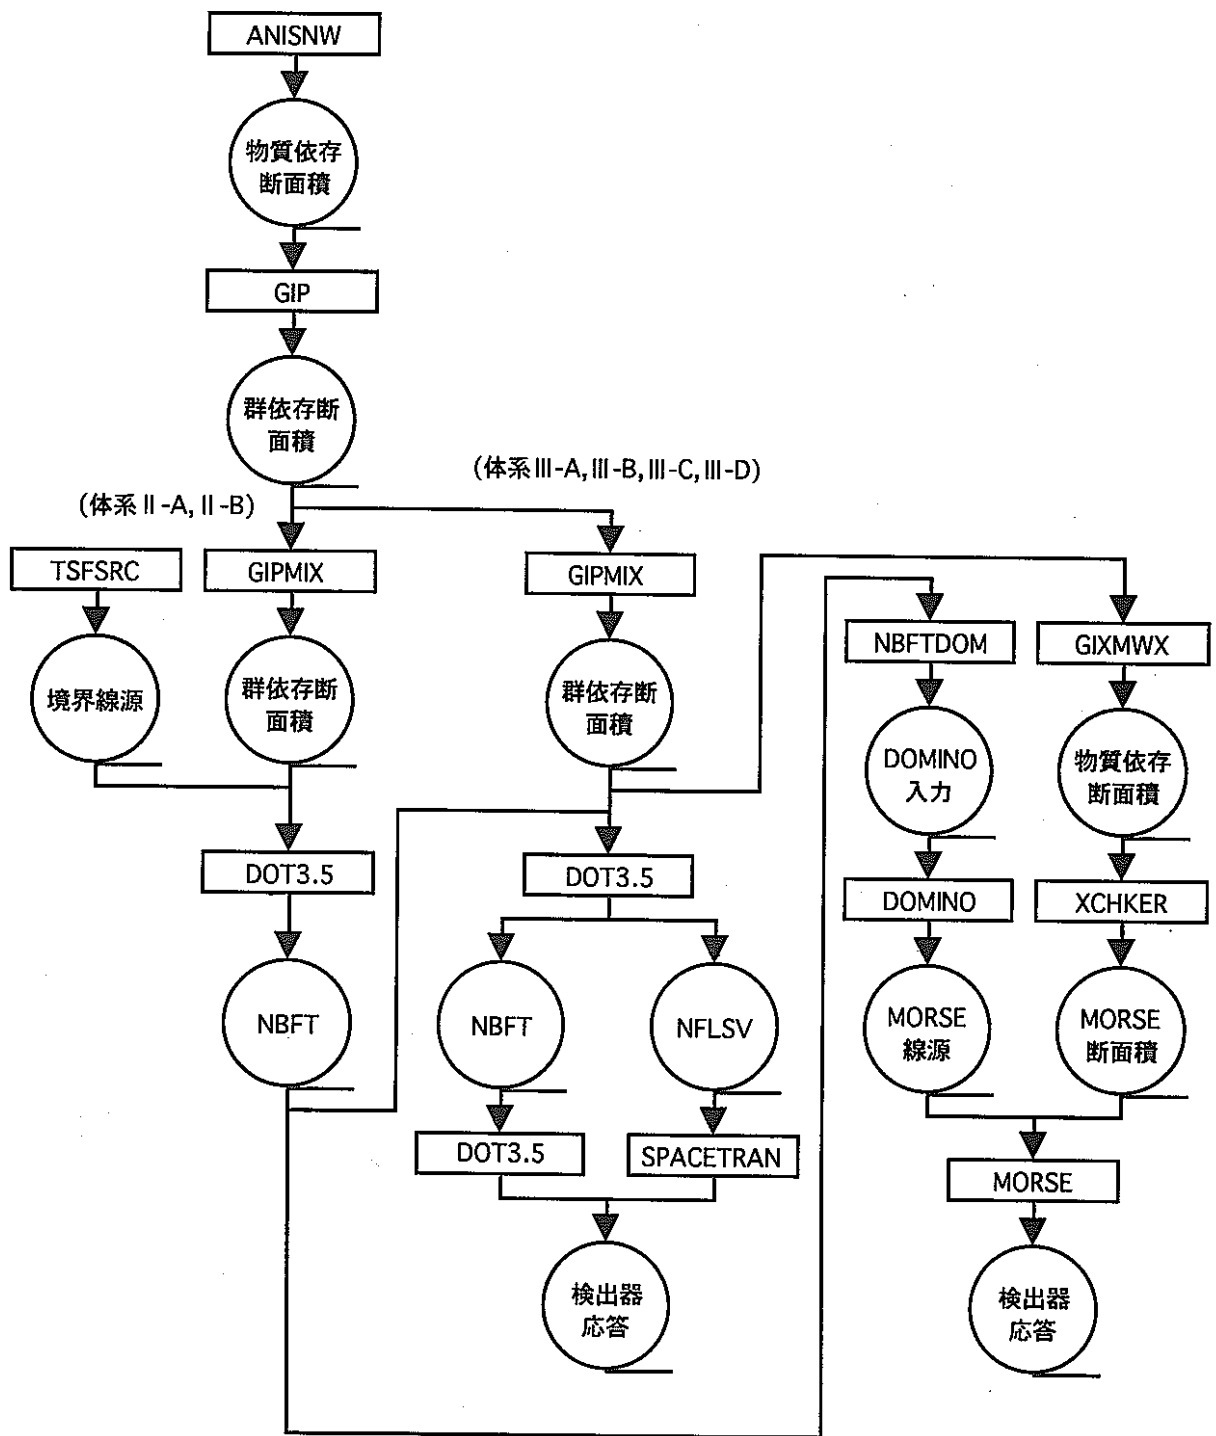 ANISNW
物質依存
断面積
GIP
群依存断
面積
(体系Ⅱ-A,Ⅱ-B)
(体系Ⅲ-A,Ⅲ-B,Ⅲ-C,Ⅲ-D)
TSFSRC
GIPMIX
GIPMIX
境界線源
群依存断
面積
群依存断
面積
NBFTDOM
GIXMWX
DOMINO
入力
物質依存
断面積
DOT3.5
DOT3.5
DOMINO
XCHKER
NBFT
NBFT
NFLSV
MORSE
線源
MORSE
断面積
DOT3.5
SPACETRAN
MORSE
検出器
応答
検出器
応答